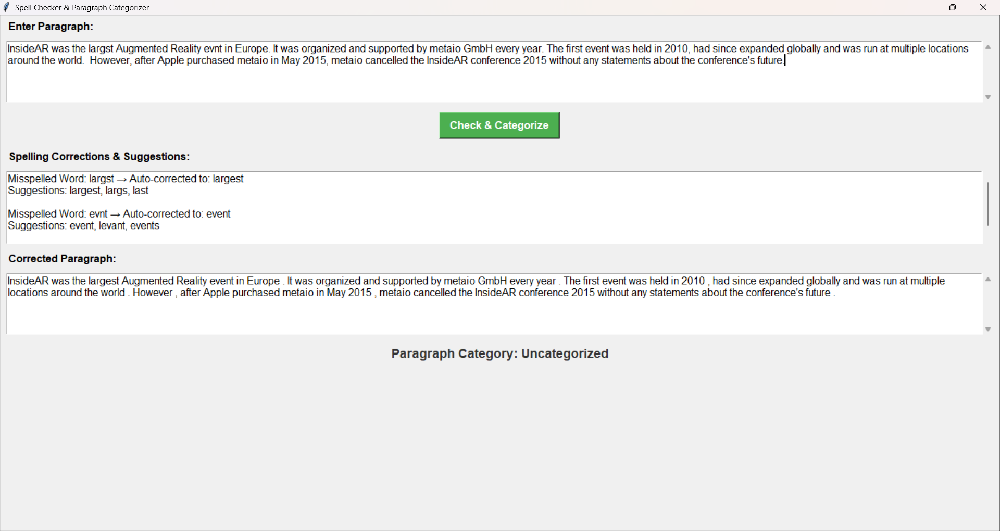 Spell Checker & Paragraph Categorizer
Enter Paragraph:
InsideAR was the largst Augmented Reality evnt in Europe. It was organized and supported by metaio GmbH every year. The first event was held in 2010, had since expanded globally and was run at multiple locations
around the world.  However, after Apple purchased metaio in May 2015, metaio cancelled the InsideAR conference 2015 without any statements about the conference's future.
Check & Categorize
Spelling Corrections & Suggestions:
Misspelled Word: largst → Auto-corrected to: largest
Suggestions: largest, largs, last
Misspelled Word: evnt → Auto-corrected to: event
Suggestions: event, levant, events
Corrected Paragraph:
InsideAR was the largest Augmented Reality event in Europe . It was organized and supported by metaio GmbH every year . The first event was held in 2010 , had since expanded globally and was run at multiple
locations around the world . However , after Apple purchased metaio in May 2015 , metaio cancelled the InsideAR conference 2015 without any statements about the conference's future .
Paragraph Category: Uncategorized